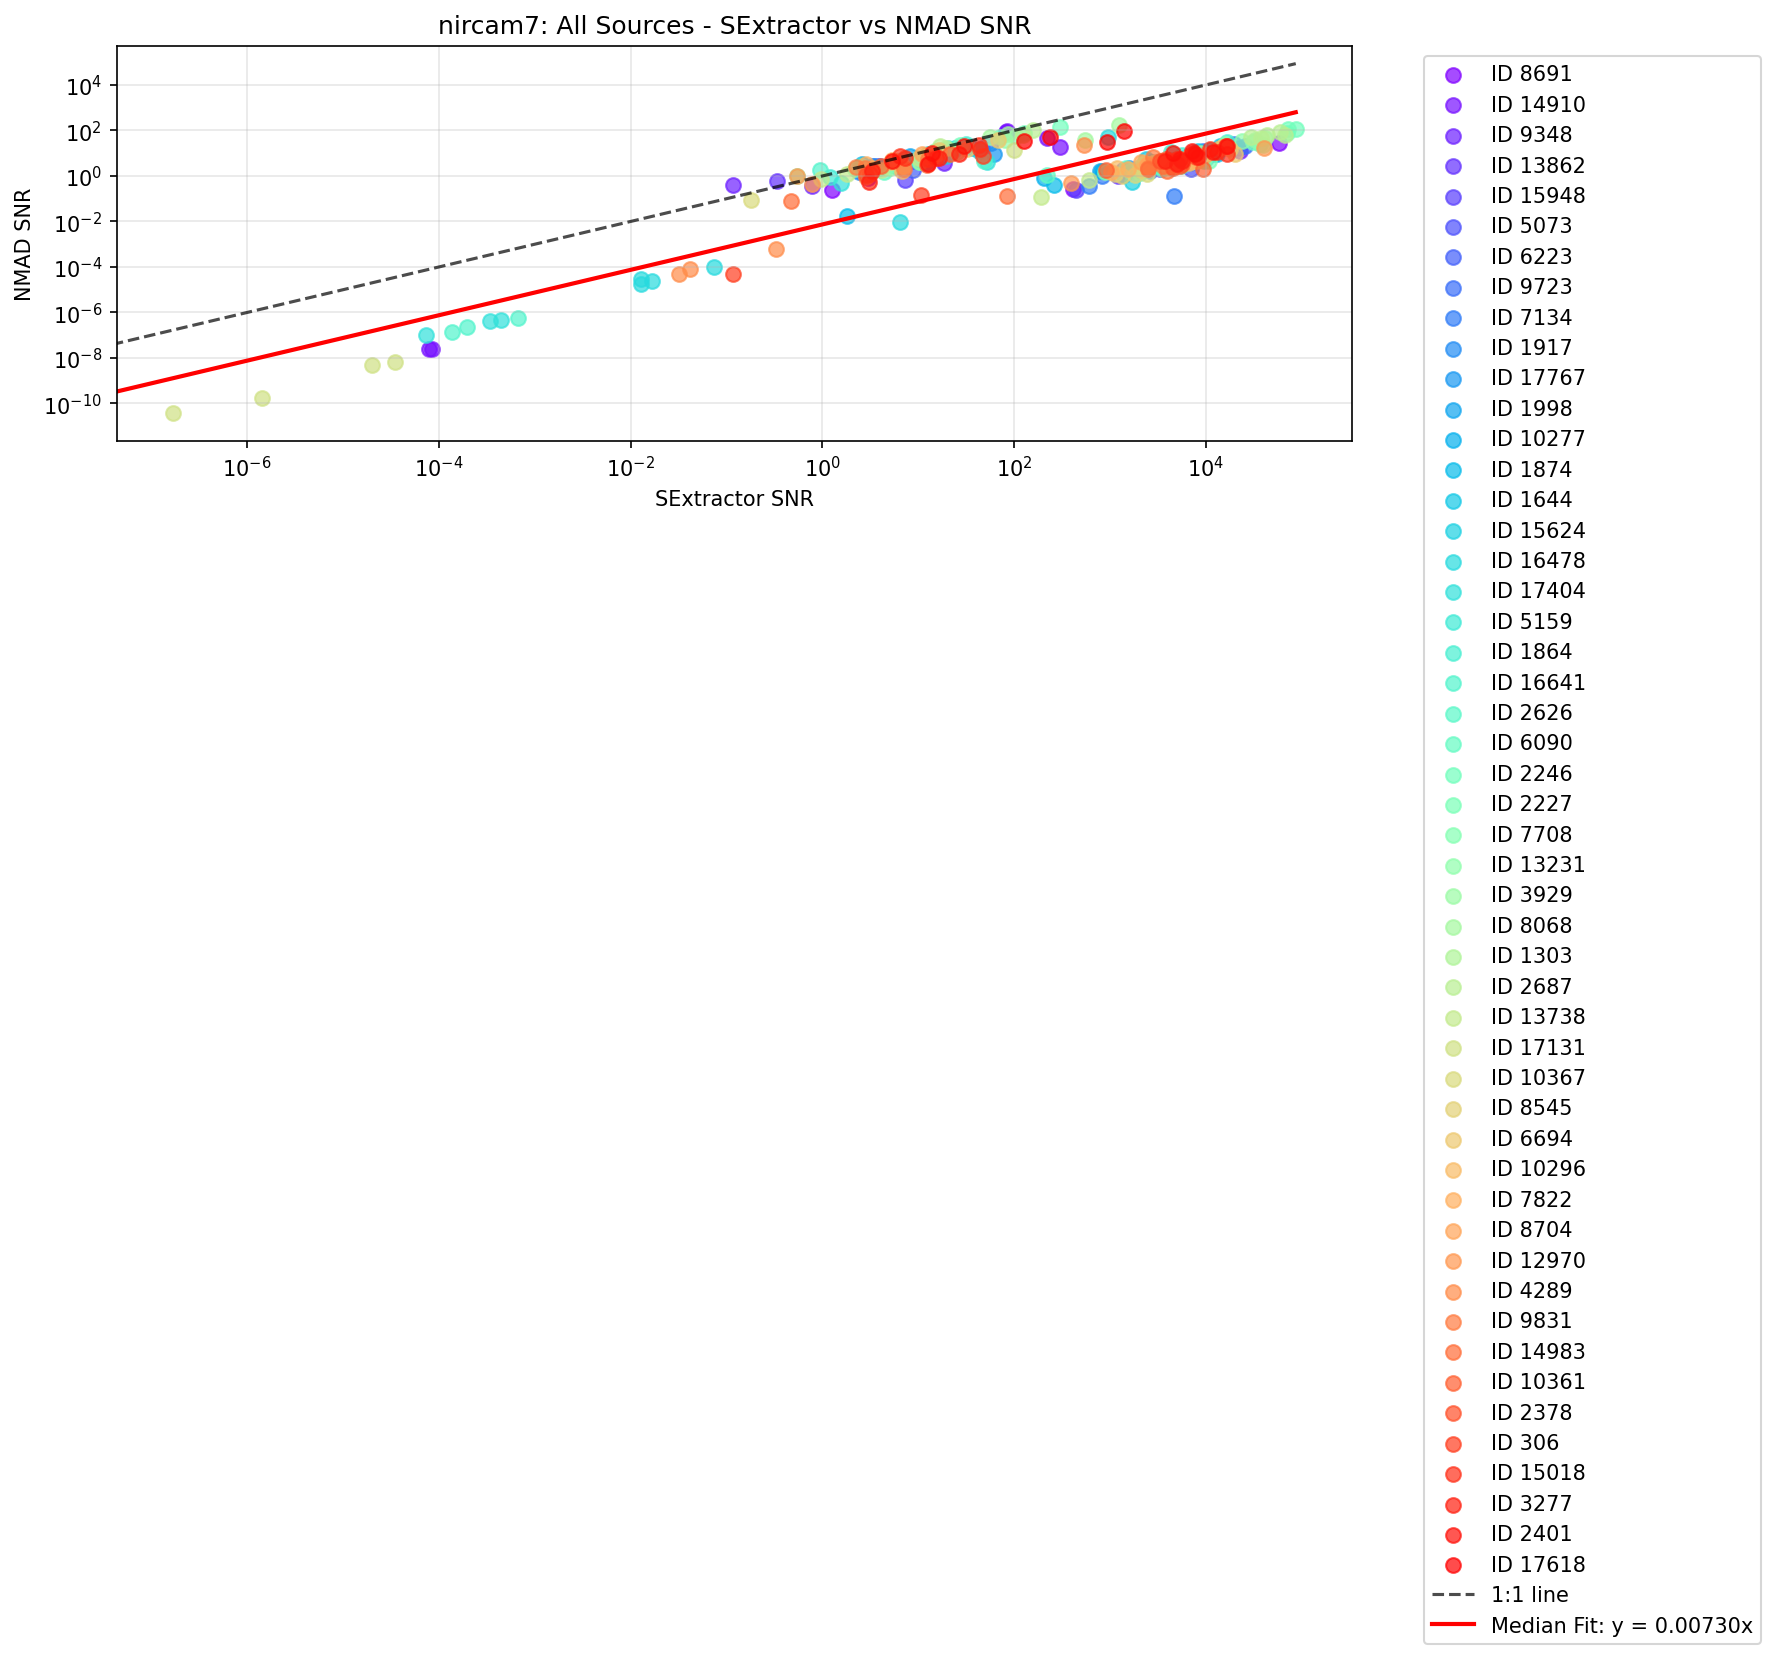 nircam7: All Sources - SExtractor vs NMAD SNR
NMAD SNR
10^4
10^2
10^0
10^−2
10^−4
10^−6
10^−8
10^−10
10^−6
10^−4
10^−2
10^0
10^2
10^4
SExtractor SNR
ID 8691
ID 14910
ID 9348
ID 13862
ID 15948
ID 5073
ID 6223
ID 9723
ID 7134
ID 1917
ID 17767
ID 1998
ID 10277
ID 1874
ID 1644
ID 15624
ID 16478
ID 17404
ID 5159
ID 1864
ID 16641
ID 2626
ID 6090
ID 2246
ID 2227
ID 7708
ID 13231
ID 3929
ID 8068
ID 1303
ID 2687
ID 13738
ID 17131
ID 10367
ID 8545
ID 6694
ID 10296
ID 7822
ID 8704
ID 12970
ID 4289
ID 9831
ID 14983
ID 10361
ID 2378
ID 306
ID 15018
ID 3277
ID 2401
ID 17618
1:1 line
Median Fit: y = 0.00730x